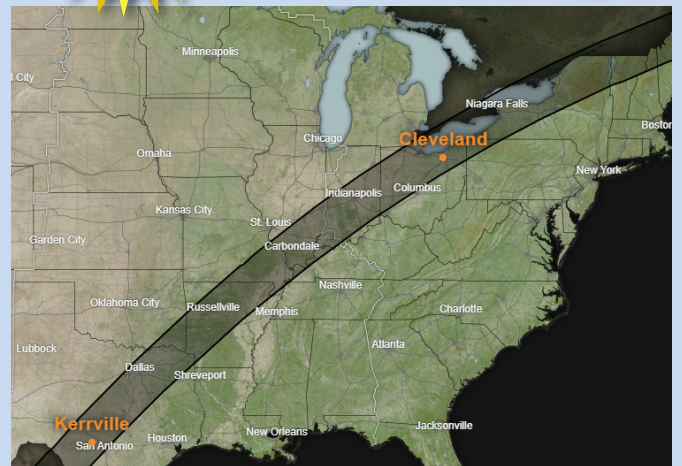 Minneapolis
l City
Niagara Falls
Boston
Chicago
Cleveland
Omaha
New York
Columbus
Indianapolis
Kansas City
St. Louis
Garden City
Carbondale
Nashville
Oklahoma City
Russellville
Memphis
Charlotte
Atlanta
Lubbock
Dallas
Shreveport
Kerrville
Jacksonville
New Orleans
Houston
San Antonio